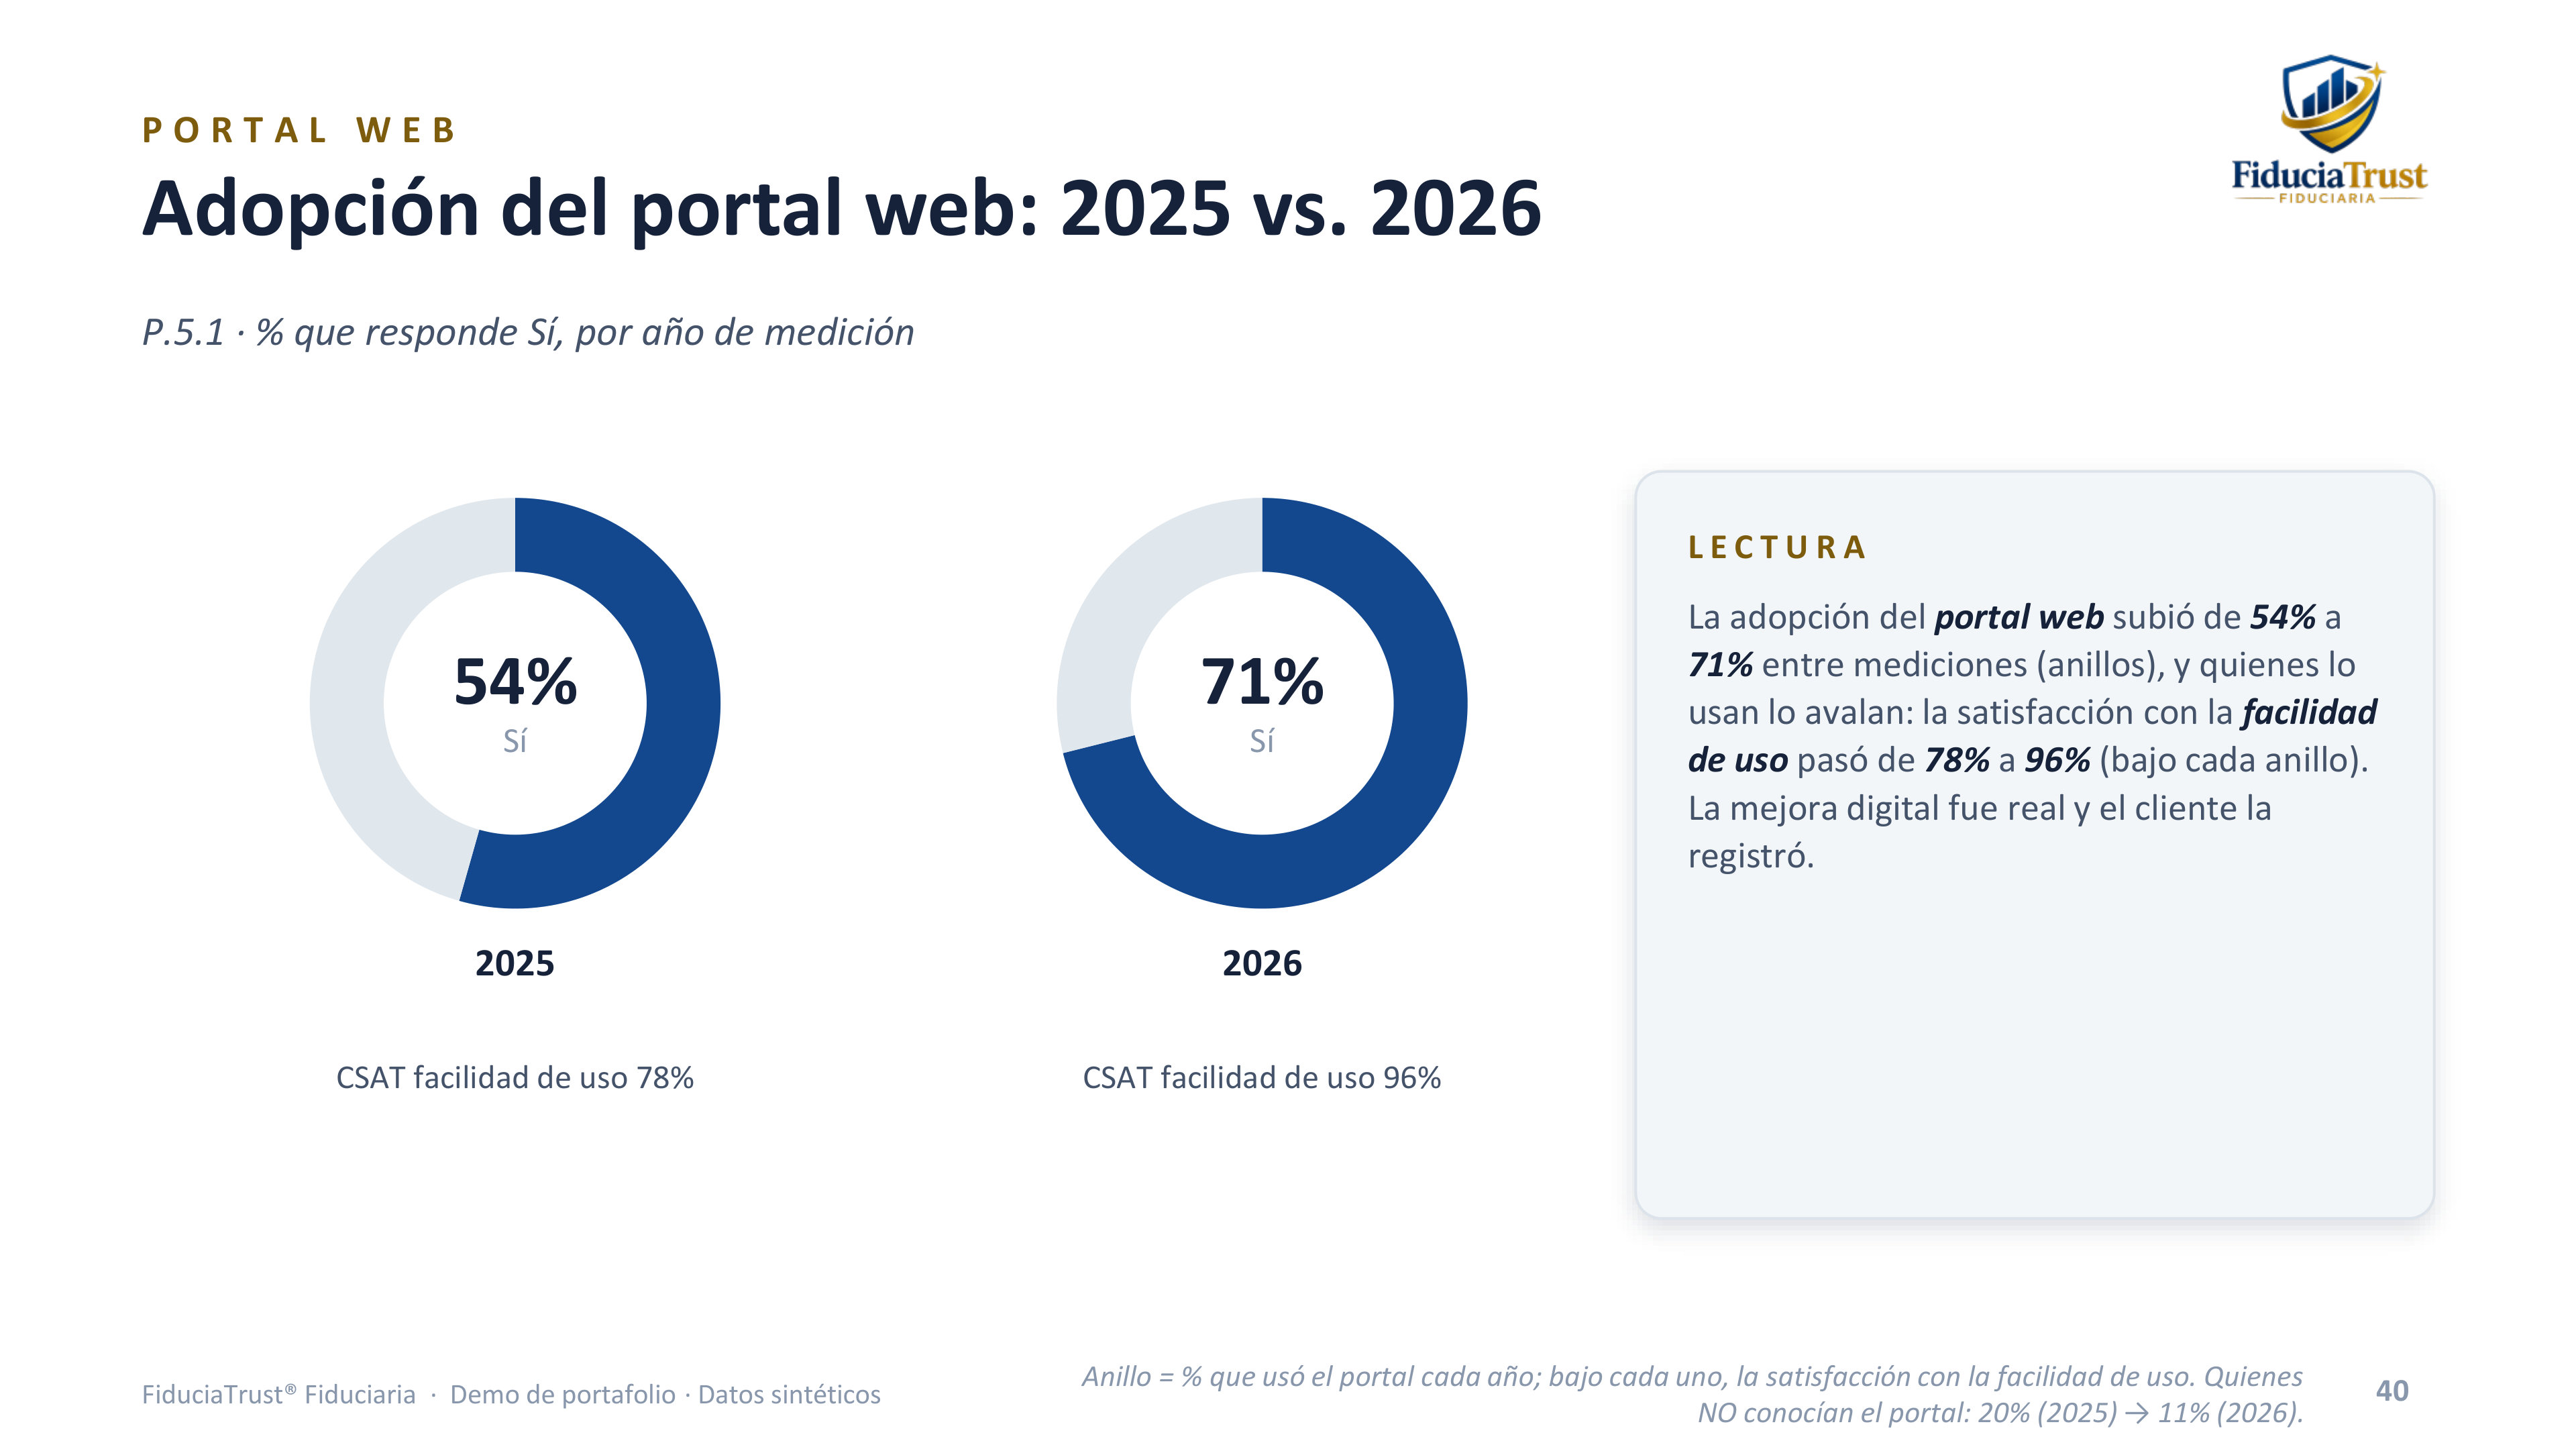 PORTAL WEB
Adopción del portal web: 2025 vs. 2026
FiduciaTrust
FIDUCIARIA
P.5.1 · % que responde Sí, por año de medición
54%
Sí
2025
CSAT facilidad de uso 78%
71%
Sí
2026
CSAT facilidad de uso 96%
LECTURA
La adopción del portal web subió de 54% a
71% entre mediciones (anillos), y quienes lo
usan lo avalan: la satisfacción con la facilidad
de uso pasó de 78% a 96% (bajo cada anillo).
La mejora digital fue real y el cliente la
registró.
FiduciaTrust® Fiduciaria · Demo de portafolio · Datos sintéticos
Anillo = % que usó el portal cada año; bajo cada uno, la satisfacción con la facilidad de uso. Quienes
NO conocían el portal: 20% (2025) → 11% (2026).
40